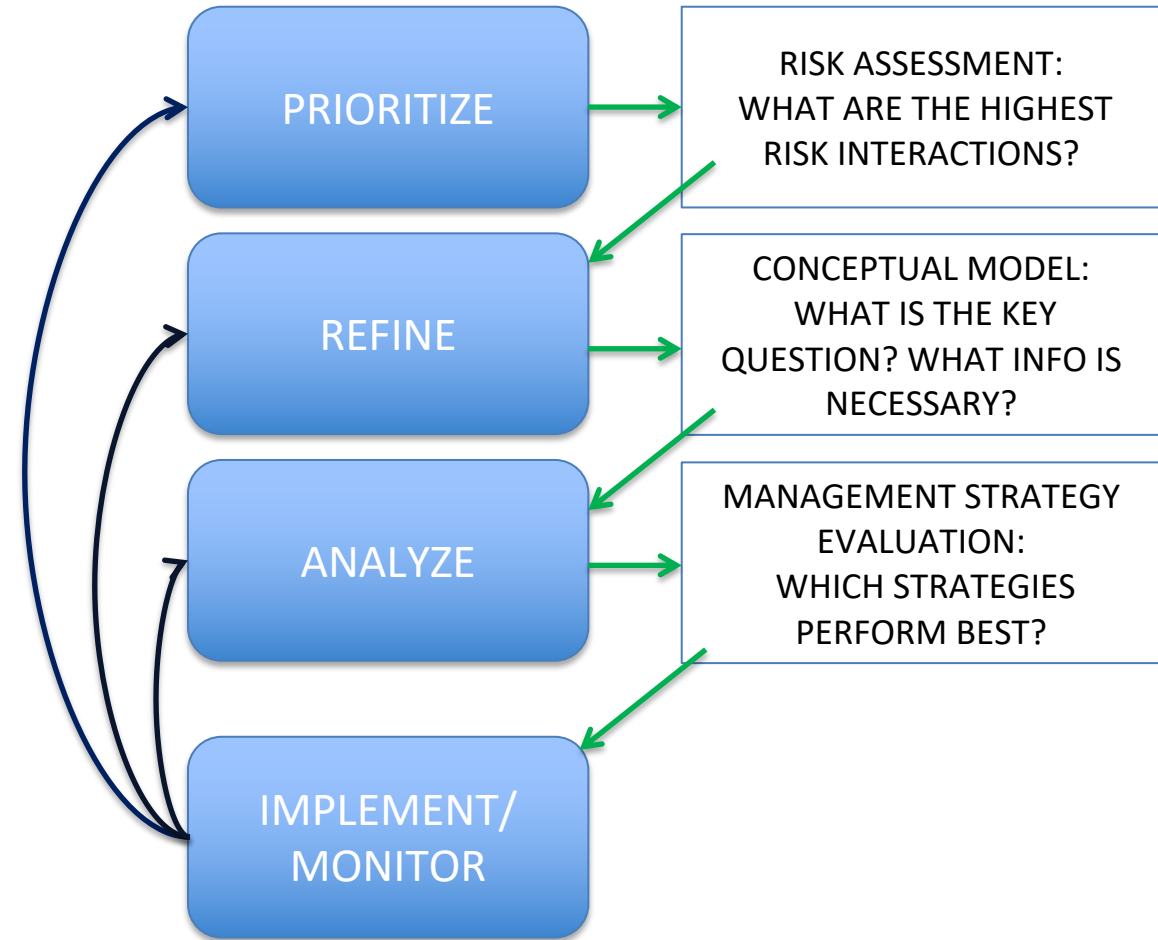 PRIORITIZE
RISK ASSESSMENT:
WHAT ARE THE HIGHEST
RISK INTERACTIONS?
REFINE
CONCEPTUAL MODEL:
WHAT IS THE KEY
QUESTION? WHAT INFO IS
NECESSARY?
ANALYZE
MANAGEMENT STRATEGY
EVALUATION:
WHICH STRATEGIES
PERFORM BEST?
IMPLEMENT/
MONITOR